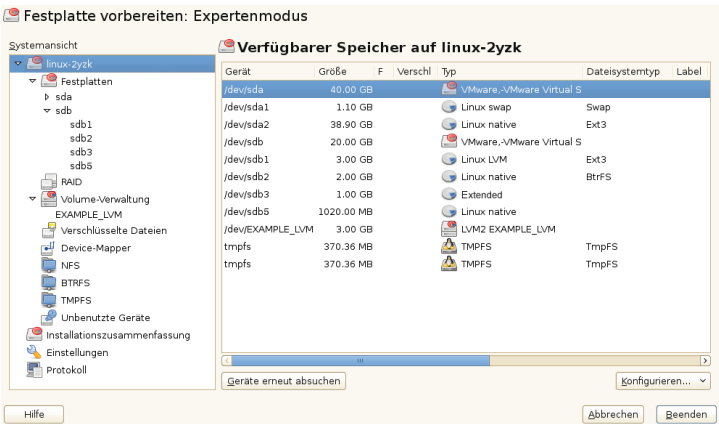 Festplatte vorbereiten: Expertenmodus
Systemansicht
linux-2yzk
Festplatten
sda
sdb
sdb1
sdb2
sdb3
sdb5
RAID
Volume-Verwaltung
EXAMPLE_LVM
Verschlüsselte Dateien
Device-Mapper
NFS
BTRFS
TMPFS
Unbenutzte Geräte
Installationszusammenfassung
Einstellungen
Protokoll
Verfügbarer Speicher auf linux-2yzk
Gerät Größe F Verschl Typ Dateisystemtyp Label
/dev/sda 40.00 GB VMware,-VMware Virtual S
/dev/sda1 1.10 GB Linux swap Swap
/dev/sda2 38.90 GB Linux native Ext3
/dev/sdb 20.00 GB VMware,-VMware Virtual S
/dev/sdb1 3.00 GB Linux LVM Ext3
/dev/sdb2 2.00 GB Linux native BtrFS
/dev/sdb3 1.00 GB Extended
/dev/sdb5 1020.00 MB Linux native
/dev/EXAMPLE_LVM 3.00 GB LVM2 EXAMPLE_LVM
tmpfs 370.36 MB TMPFS TmpFS
tmpfs 370.36 MB TMPFS TmpFS
Geräte erneut absuchen Konfigurieren...
Hilfe Abbrechen Beenden